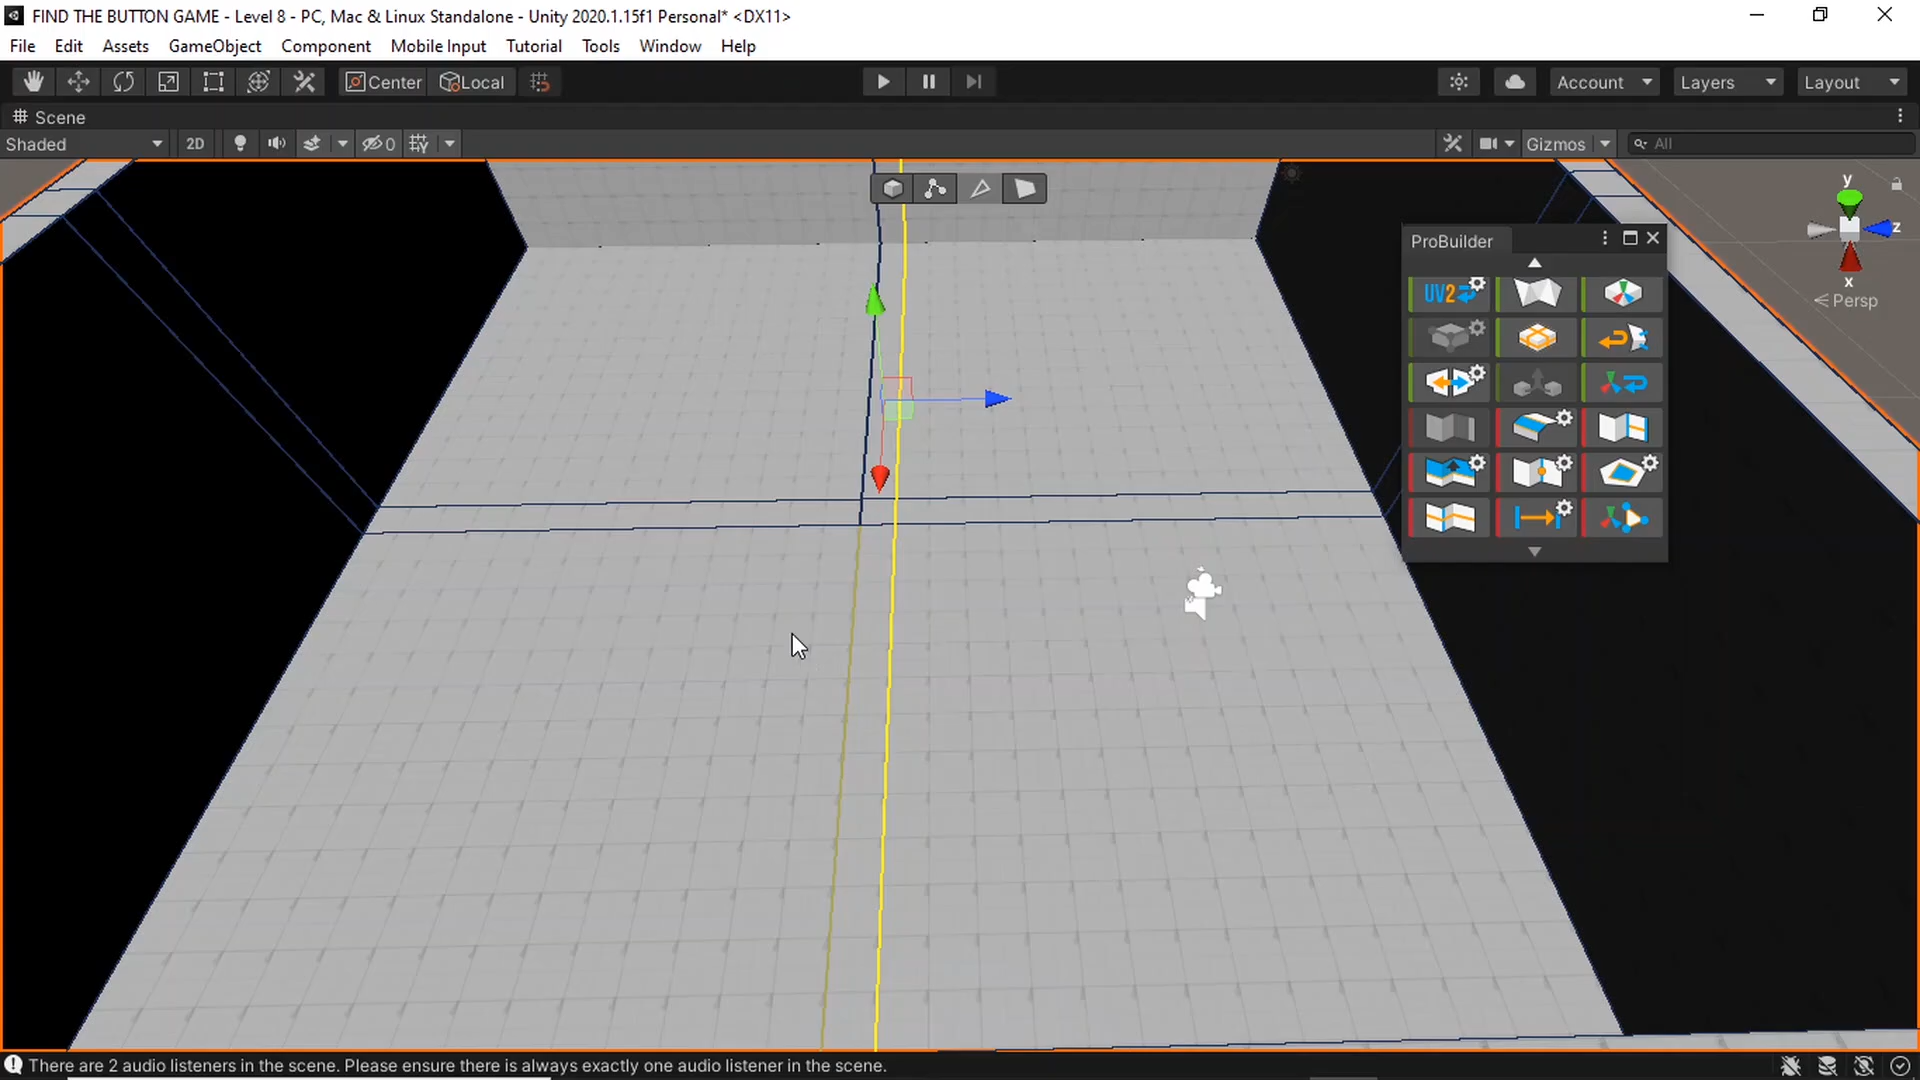 FIND THE BUTTON GAME - Level 8 - PC, Mac & Linux Standalone - Unity 2020.1.15f1 Personal* <DX11>
File Edit Assets GameObject Component Mobile Input Tutorial Tools Window Help
Center Local Account Layers Layout
Scene
Shaded 2D 0 Gizmos All
y
z
x
Persp
ProBuilder
UV2
There are 2 audio listeners in the scene. Please ensure there is always exactly one audio listener in the scene.